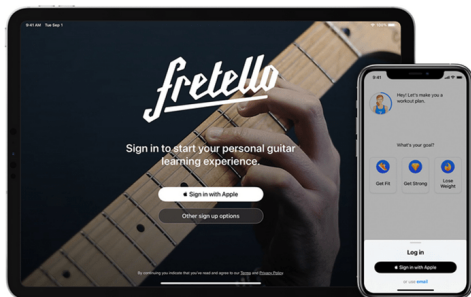 9:41 AM Tue Sep 1
100%
fretello
Sign in to start your personal guitar
learning experience.
Sign in with Apple
Other sign up options
By continuing you indicate that you've read and agree to our Terms and Privacy Policy
9:41
Hey! Let's make you a
workout plan.
What's your goal?
Get Fit
Get Strong
Lose
Weight
Log in
Sign in with Apple
or use email